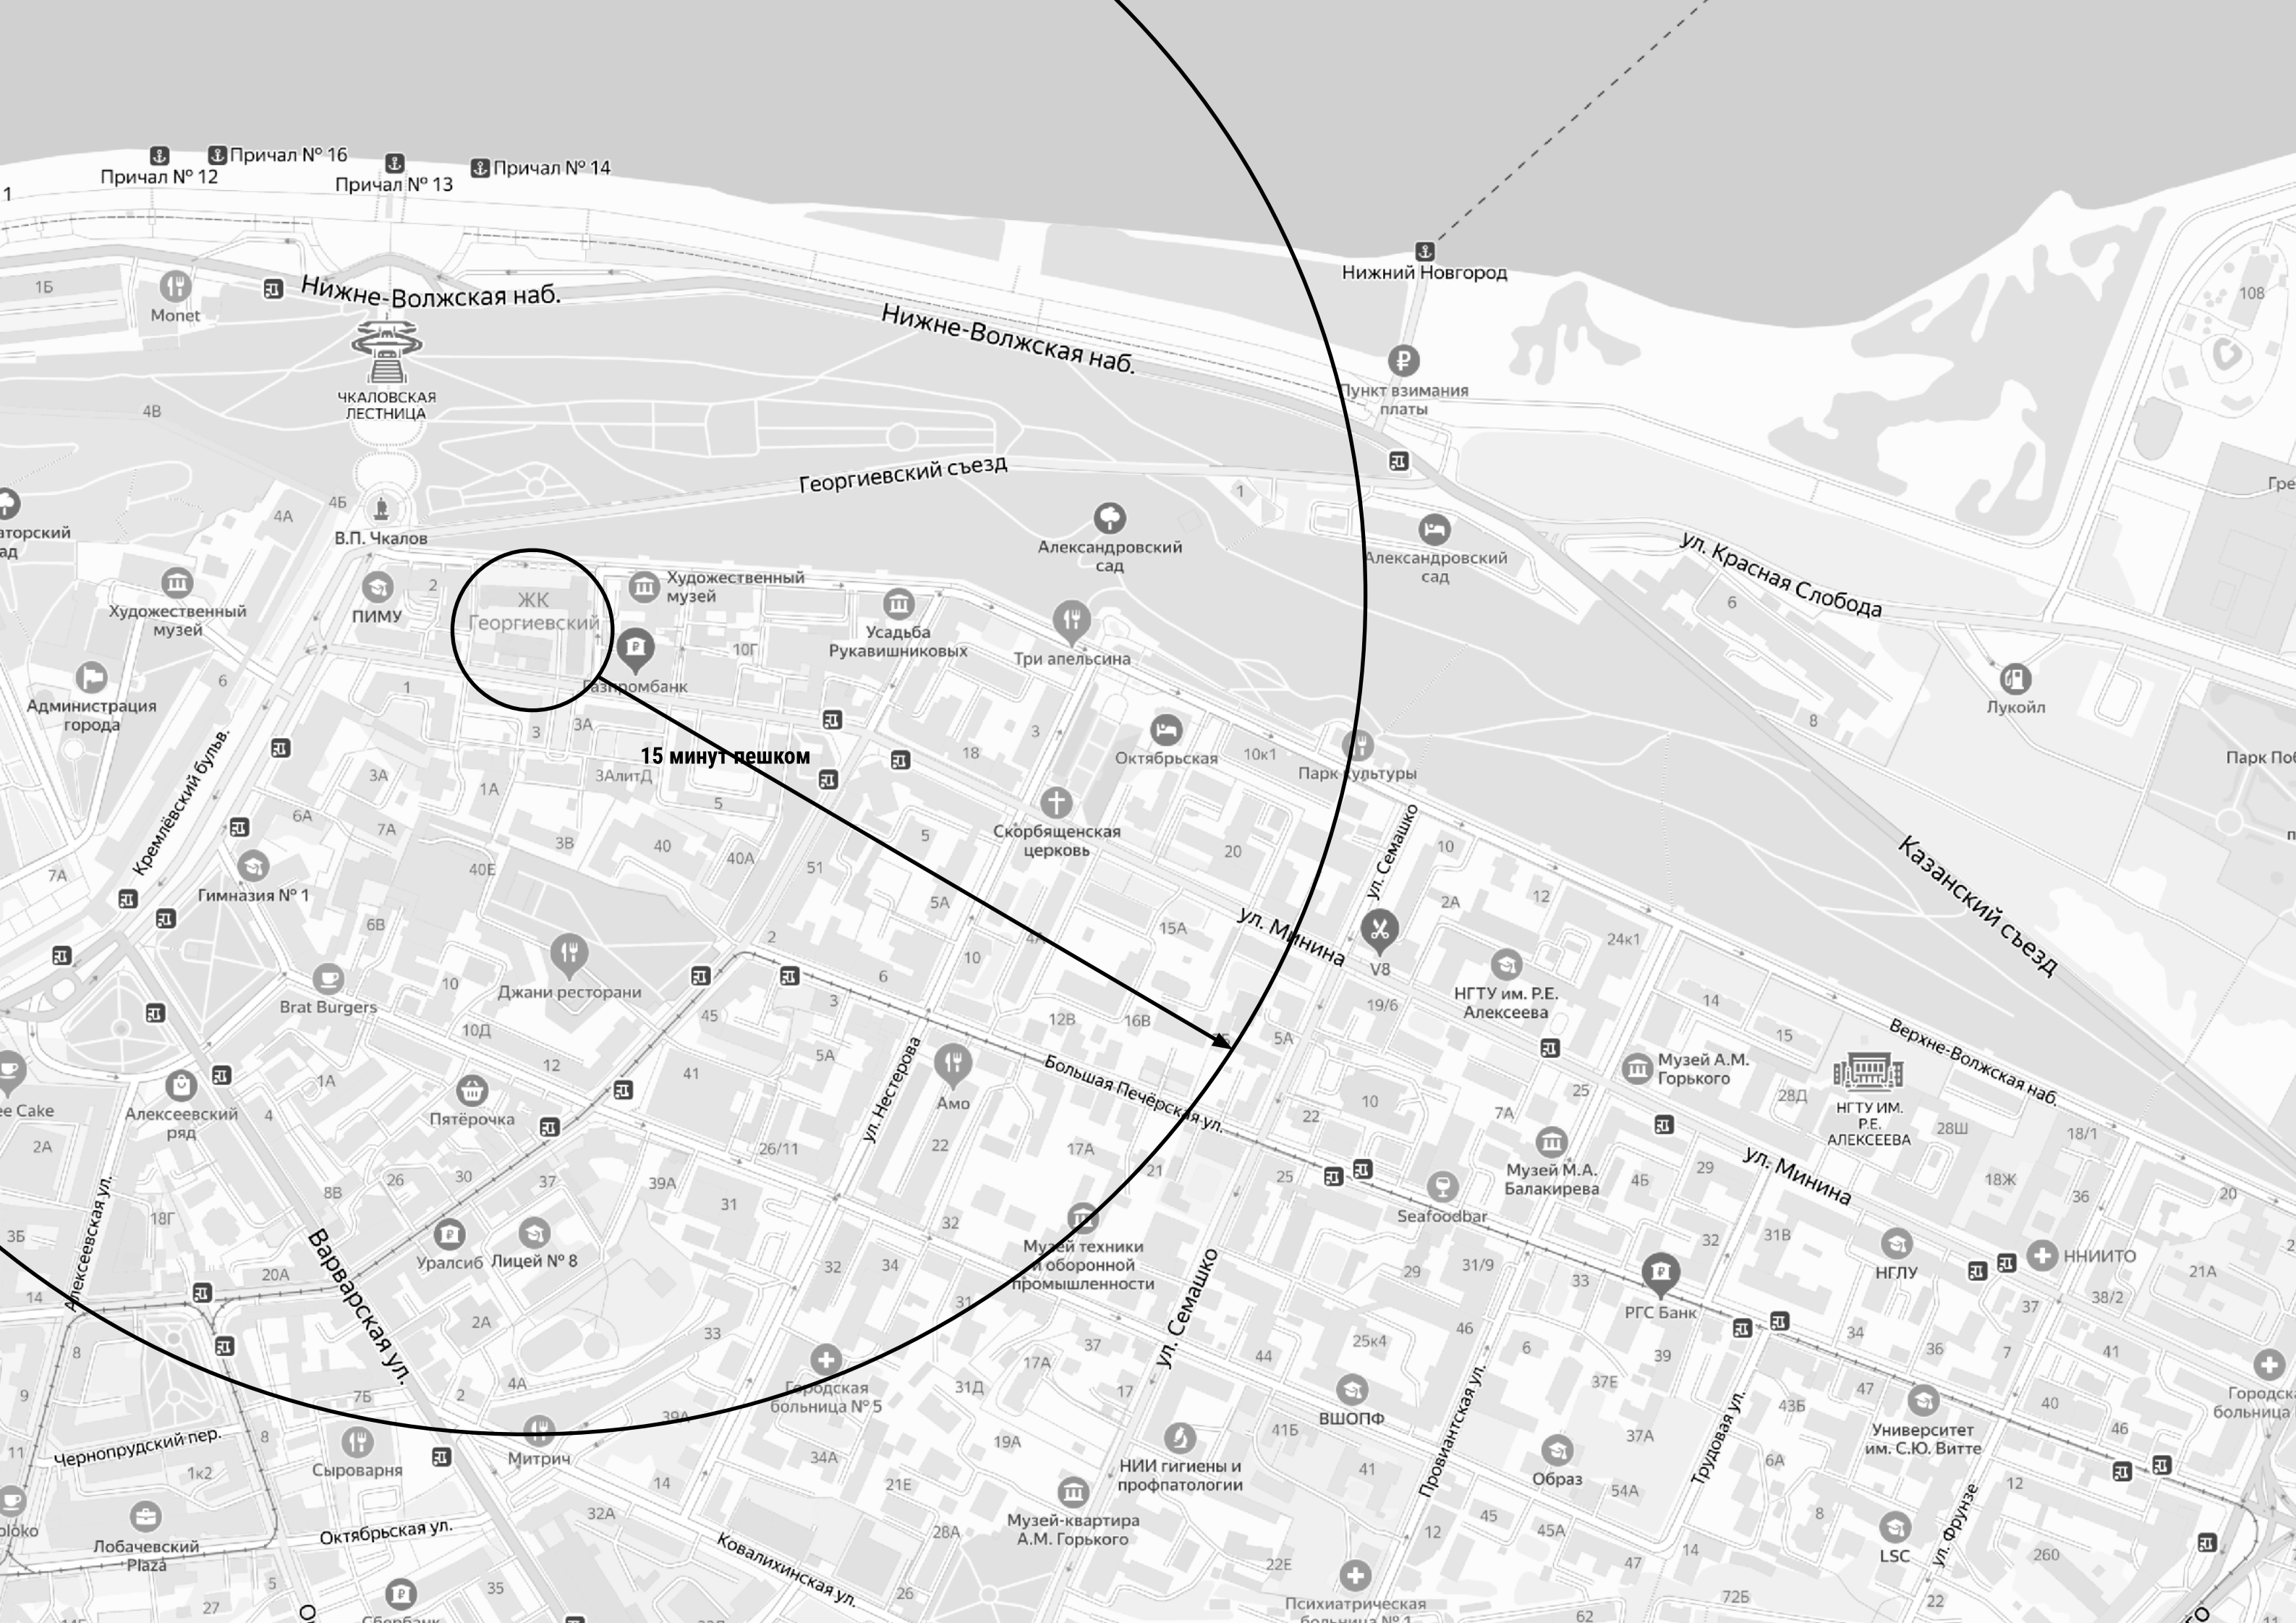 Причал № 12
Причал № 16
Причал № 13
Причал № 14
1
1Б
Monet
Нижне-Волжская наб.
Нижне-Волжская наб.
Нижний Новгород
108
Пункт взимания
платы
ЧКАЛОВСКАЯ
ЛЕСТНИЦА
4В
Георгиевский съезд
1
4Б
4А
В.П. Чкалов
Александровский
сад
Александровский
сад
ул. Красная Слобода
6
8
Лукойл
Художественный
музей
ПИМУ
2
ЖК
Георгиевский
Художественный
музей
Газпромбанк
10Г
Усадьба
Рукавишниковых
Три апельсина
Администрация
города
6
1
3
3А
3АлитД
15 минут пешком
18
3
Октябрьская
10к1
Парк культуры
Кремлёвский бульв.
3А
1А
5
6А
7А
3В
40
40А
40Е
51
5
Скорбященская
церковь
20
ул. Семашко
10
12
2А
Казанский съезд
7А
Гимназия № 1
6В
5А
4А
15А
ул. Минина
V8
24к1
2
10
6
3
Brat Burgers
10
Джани ресторани
45
10Д
12
12В
16В
5А
19/6
НГТУ им. Р.Е.
Алексеева
14
15
Верхне-Волжская наб.
Музей А.М.
Горького
25
28Д
НГТУ ИМ.
Р.Е.
АЛЕКСЕЕВА
28Ш
18/1
1А
4
Алексеевский
ряд
Пятёрочка
41
5А
ул. Нестерова
Амо
Большая Печёрская ул.
22
10
7А
2А
26/11
22
17А
21
25
Музей М.А.
Балакирева
4Б
29
ул. Минина
18Ж
36
20
Алексеевская ул.
8В
26
30
37
39А
31
32
Seafoodbar
18Г
3Б
Варварская ул.
Уралсиб
Лицей № 8
32
34
Музей техники
и оборонной
промышленности
29
31/9
32
31В
НГЛУ
ННИИТО
21А
20А
14
33
РГС Банк
38/2
37
8
2А
33
31
ул. Семашко
37
25к4
46
6
39
34
36
7
41
9
7Б
2
4А
39А
Городская
больница № 5
31Д
17А
17
44
ВШОПФ
Провиантская ул.
37Е
Трудовая ул.
43Б
47
Университет
им. С.Ю. Витте
40
46
Чернопрудский пер.
8
11
1к2
Сыроварня
Митрич
34А
19А
41Б
41
НИИ гигиены и
профпатологии
37А
Образ
54А
6А
12
14
21Е
32А
Лобачевский
Plaza
Октябрьская ул.
Ковалихинская ул.
28А
Музей-квартира
А.М. Горького
12
45
45А
8
LSC
ул. Фрунзе
47
14
260
5
27
35
Сбербанк
26
22Е
Психиатрическая
больница № 1
62
72Б
22